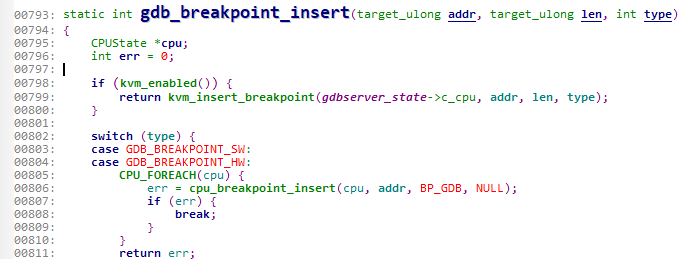 00793: static int gdb_breakpoint_insert(target_ulong addr, target_ulong len, int type)
00794: {
00795:     CPUState *cpu;
00796:     int err = 0;
00797:
00798:     if (kvm_enabled()) {
00799:         return kvm_insert_breakpoint(gdbserver_state->c_cpu, addr, len, type);
00800:     }
00801:
00802:     switch (type) {
00803:     case GDB_BREAKPOINT_SW:
00804:     case GDB_BREAKPOINT_HW:
00805:         CPU_FOREACH(cpu) {
00806:             err = cpu_breakpoint_insert(cpu, addr, BP_GDB, NULL);
00807:             if (err) {
00808:                 break;
00809:             }
00810:         }
00811:         return err;